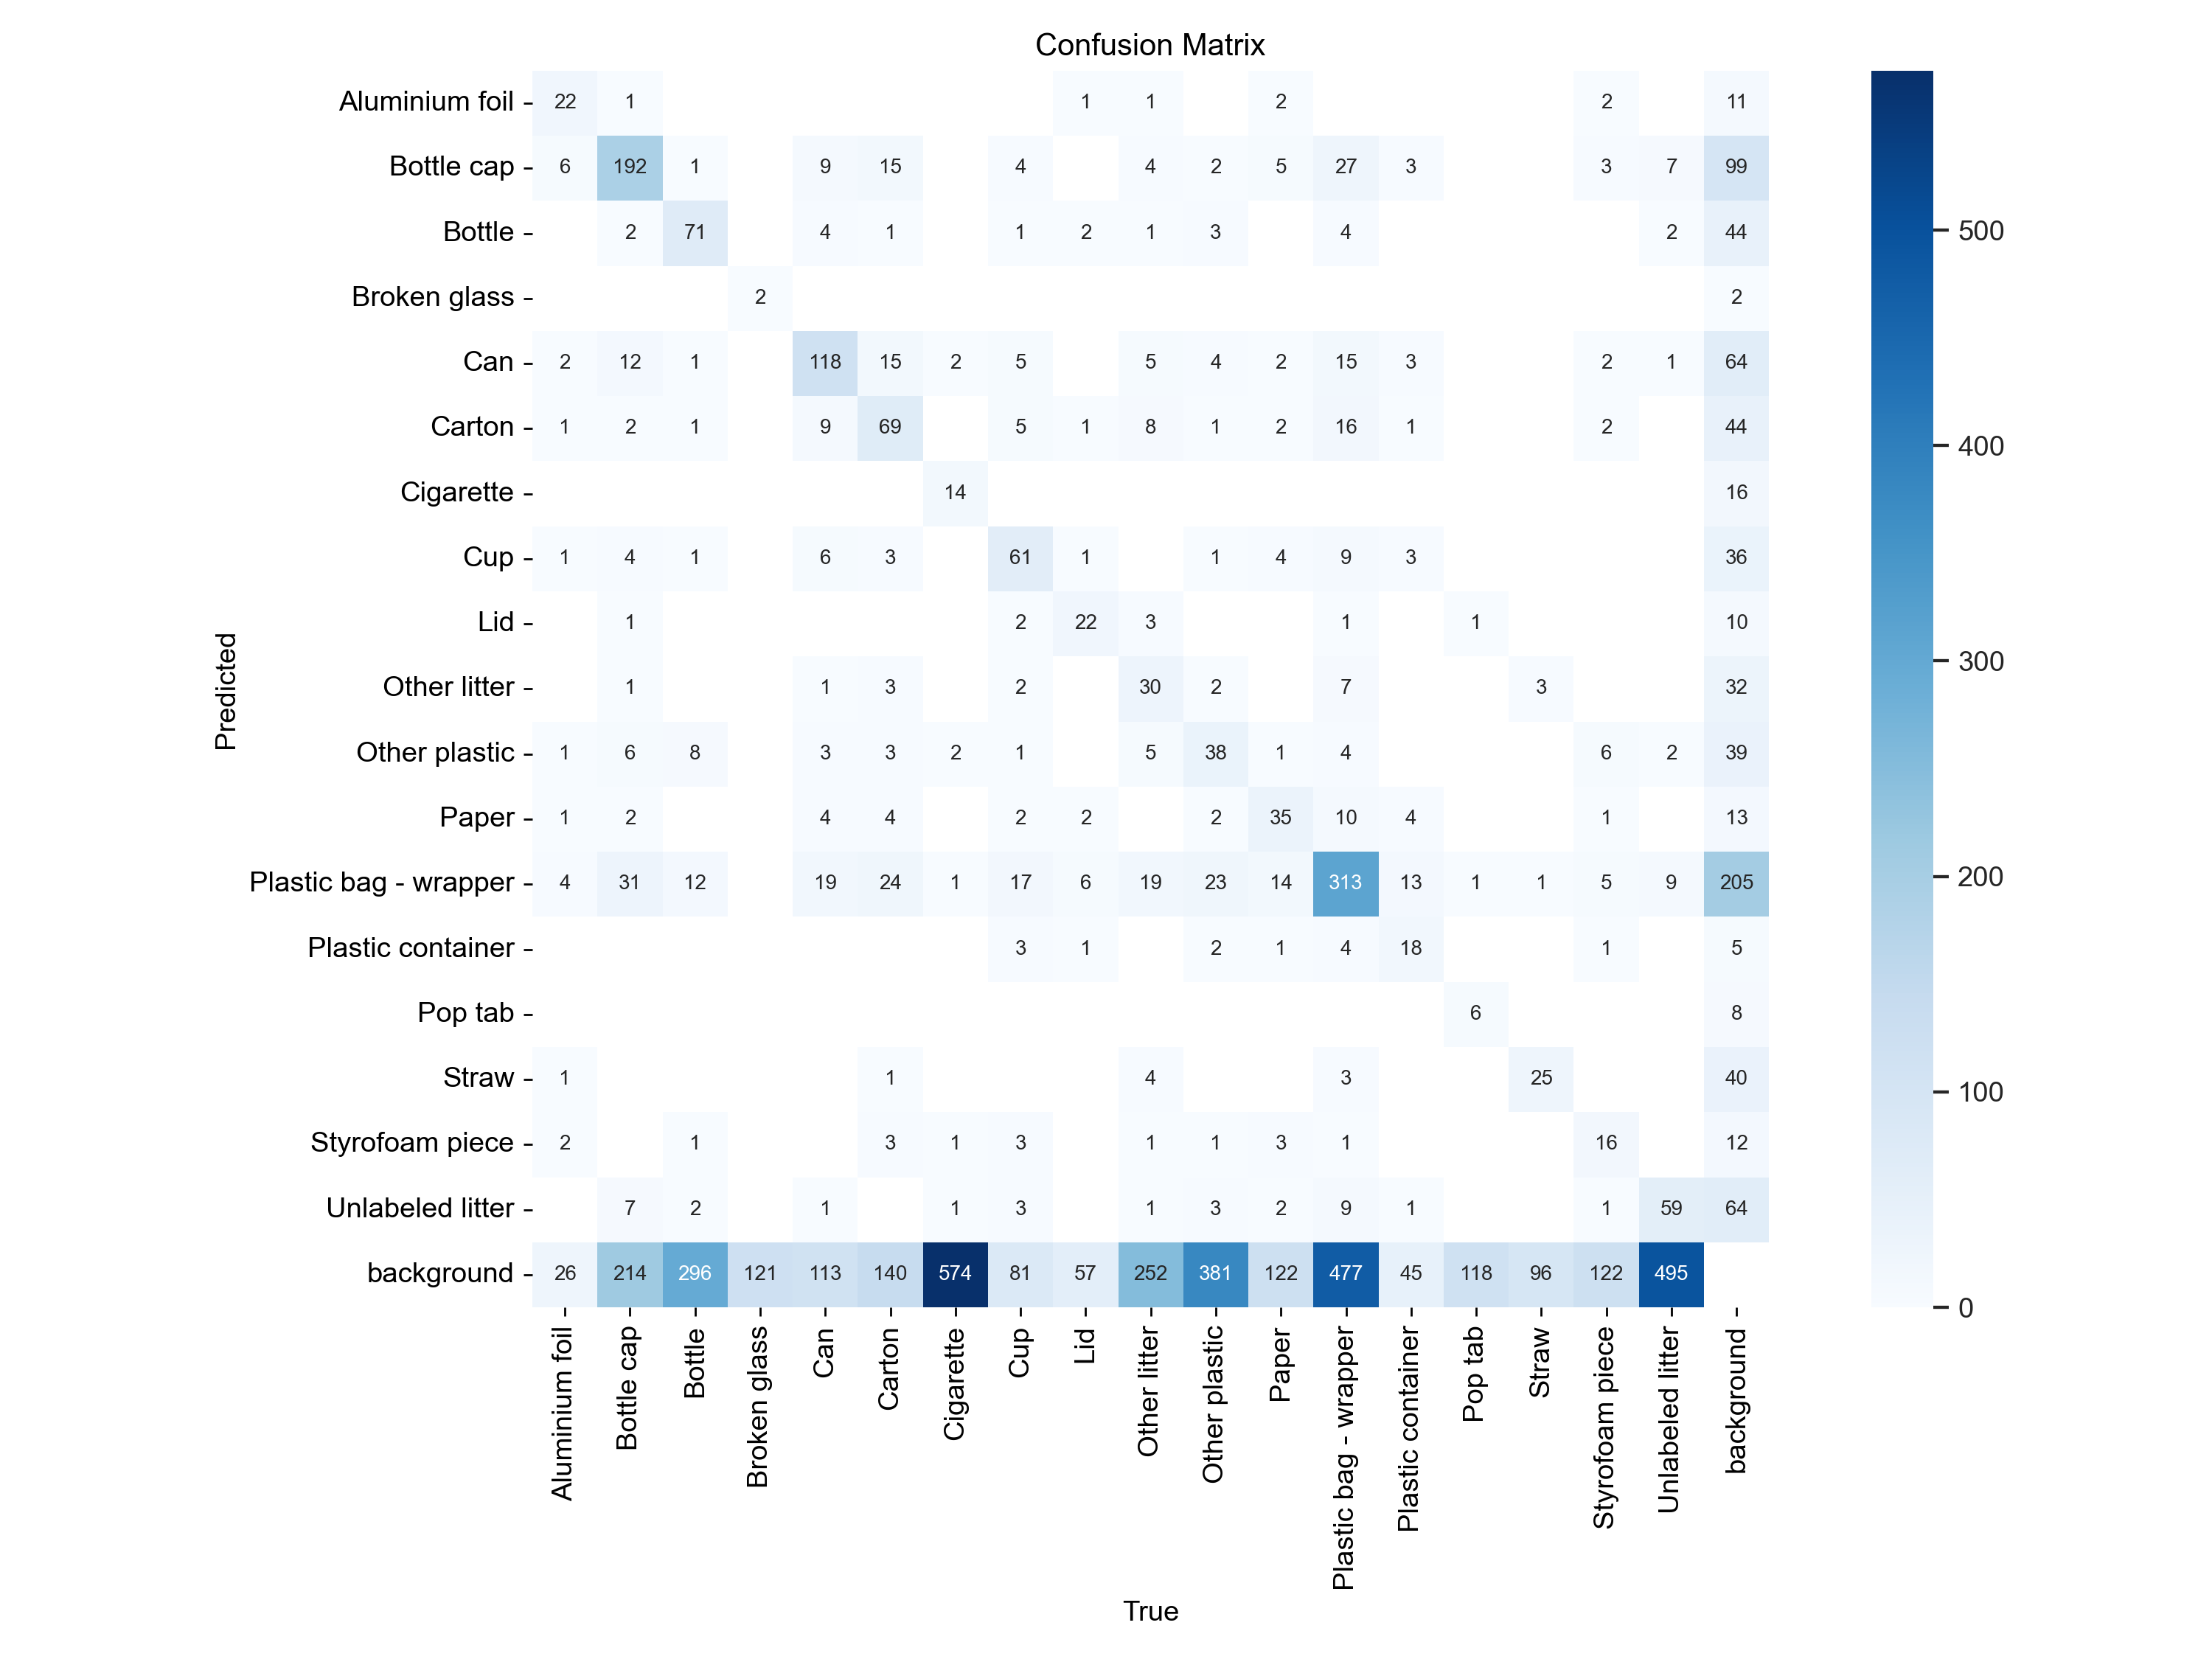 Confusion Matrix
Aluminium foil 22 1 1 1 2 2 11
Bottle cap 6 192 1 9 15 4 4 2 5 27 3 3 7 99
Bottle 2 71 4 1 1 2 1 3 4 2 44
Broken glass 2 2
Can 2 12 1 118 15 2 5 5 4 2 15 3 2 1 64
Carton 1 2 1 9 69 5 1 8 1 2 16 1 2 44
Cigarette 14 16
Cup 1 4 1 6 3 61 1 1 4 9 3 36
Lid 1 2 22 3 1 1 10
Other litter 1 1 3 2 30 2 7 3 32
Other plastic 1 6 8 3 3 2 1 5 38 1 4 6 2 39
Paper 1 2 4 4 2 2 2 35 10 4 1 13
Plastic bag - wrapper 4 31 12 19 24 1 17 6 19 23 14 313 13 1 1 5 9 205
Plastic container 3 1 2 1 4 18 1 5
Pop tab 6 8
Straw 1 1 4 3 25 40
Styrofoam piece 2 1 3 1 3 1 1 3 1 16 12
Unlabeled litter 7 2 1 1 3 1 3 2 9 1 1 59 64
background 26 214 296 121 113 140 574 81 57 252 381 122 477 45 118 96 122 495
Predicted
Aluminium foil
Bottle cap
Bottle
Broken glass
Can
Carton
Cigarette
Cup
Lid
Other litter
Other plastic
Paper
Plastic bag - wrapper
Plastic container
Pop tab
Straw
Styrofoam piece
Unlabeled litter
background
True
500
400
300
200
100
0